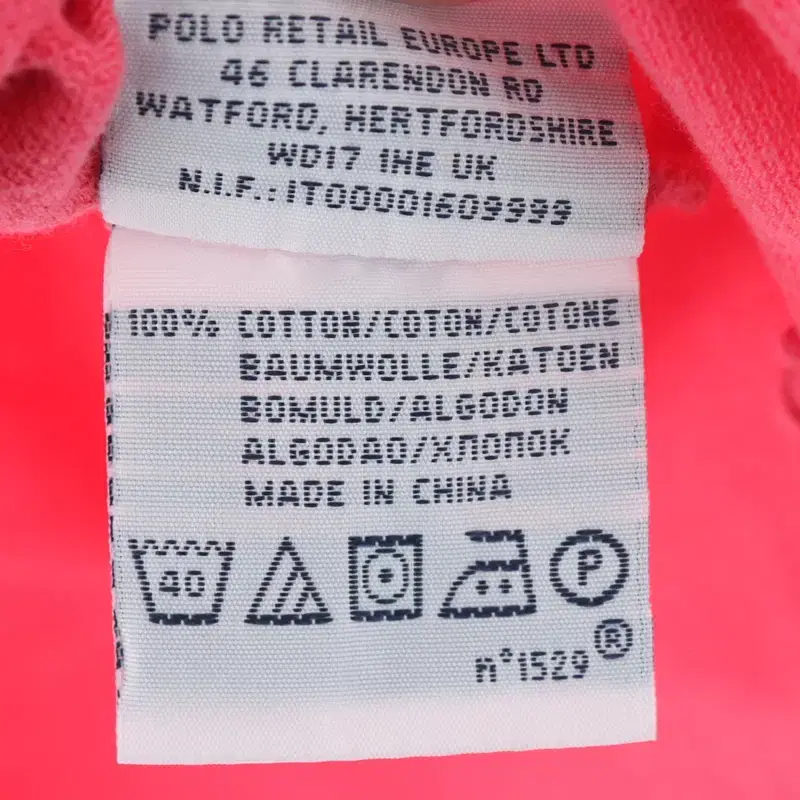 POLO RETAIL EUROPE LTD
46 CLARENDON RD
WATFORD, HERTFORDSHIRE
WD17 1HE UK
N.I.F.: IT00001609999
100% COTTON/COTON/COTONE
BAUMWOLLE/KATOEN
BOMULD/ALGODON
ALGODAO/ХЛОПОК
MADE IN CHINA
40 P
n°1529 ®